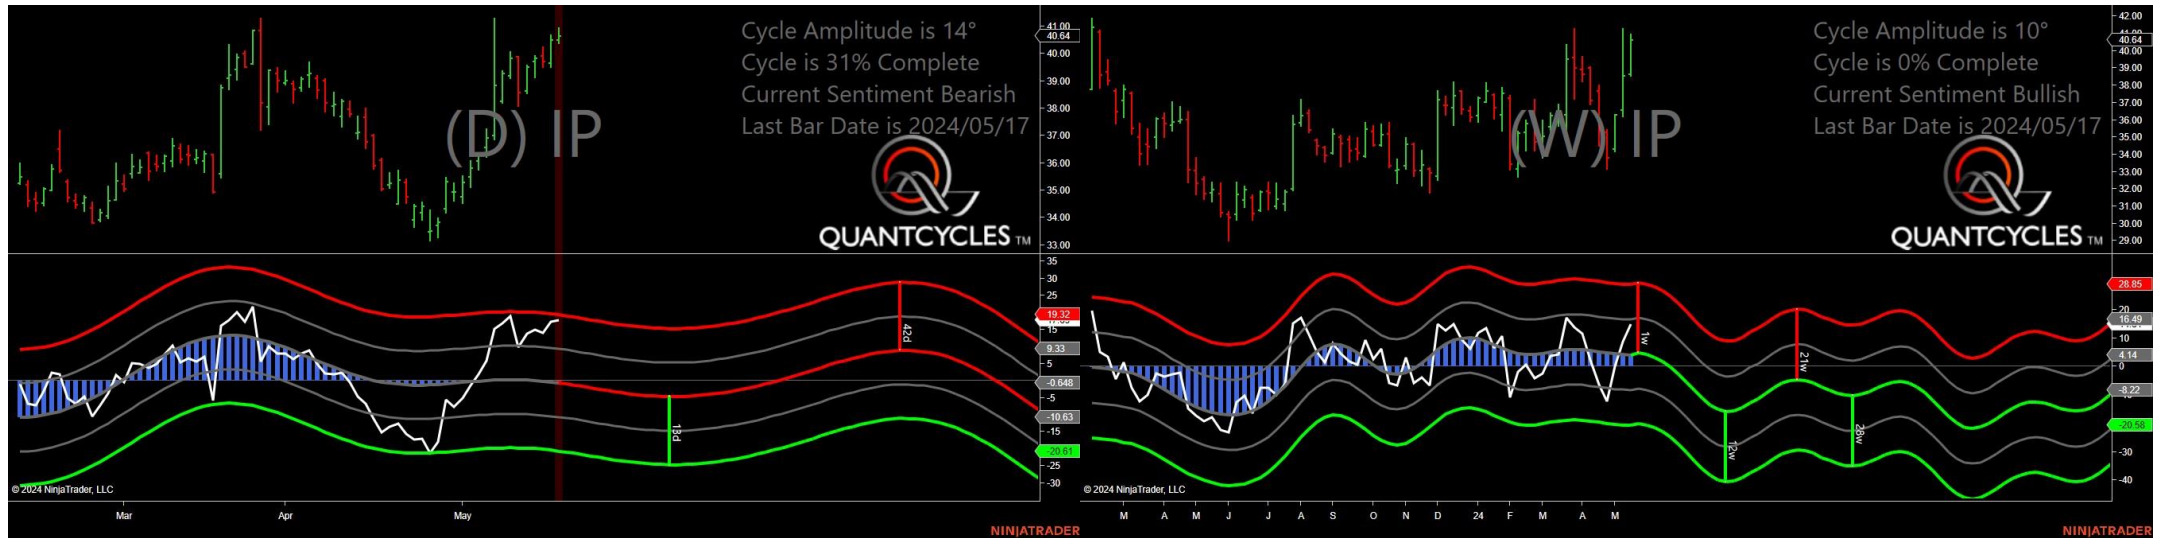 Cycle Amplitude is 14°
Cycle is 31% Complete
Current Sentiment Bearish
Last Bar Date is 2024/05/17
(D) IP
QUANTCYCLES TM
41.00
40.64
40.00
39.00
38.00
37.00
36.00
35.00
34.00
33.00
35
30
25
19.32
15
9.33
5
-0.648
-5
-10.63
-15
-20.61
-25
-30
42d
13d
© 2024 NinjaTrader, LLC
Mar Apr May
NINJATRADER
Cycle Amplitude is 10°
Cycle is 0% Complete
Current Sentiment Bullish
Last Bar Date is 2024/05/17
(W) IP
QUANTCYCLES TM
42.00
40.64
40.00
39.00
38.00
37.00
36.00
35.00
34.00
33.00
32.00
31.00
30.00
29.00
28.85
20
16.49
10
4.14
0
-8.22
-20.58
-30
-40
1w
21w
12w
28w
© 2024 NinjaTrader, LLC
M A M J J A S O N D 24 F M A M
NINJATRADER